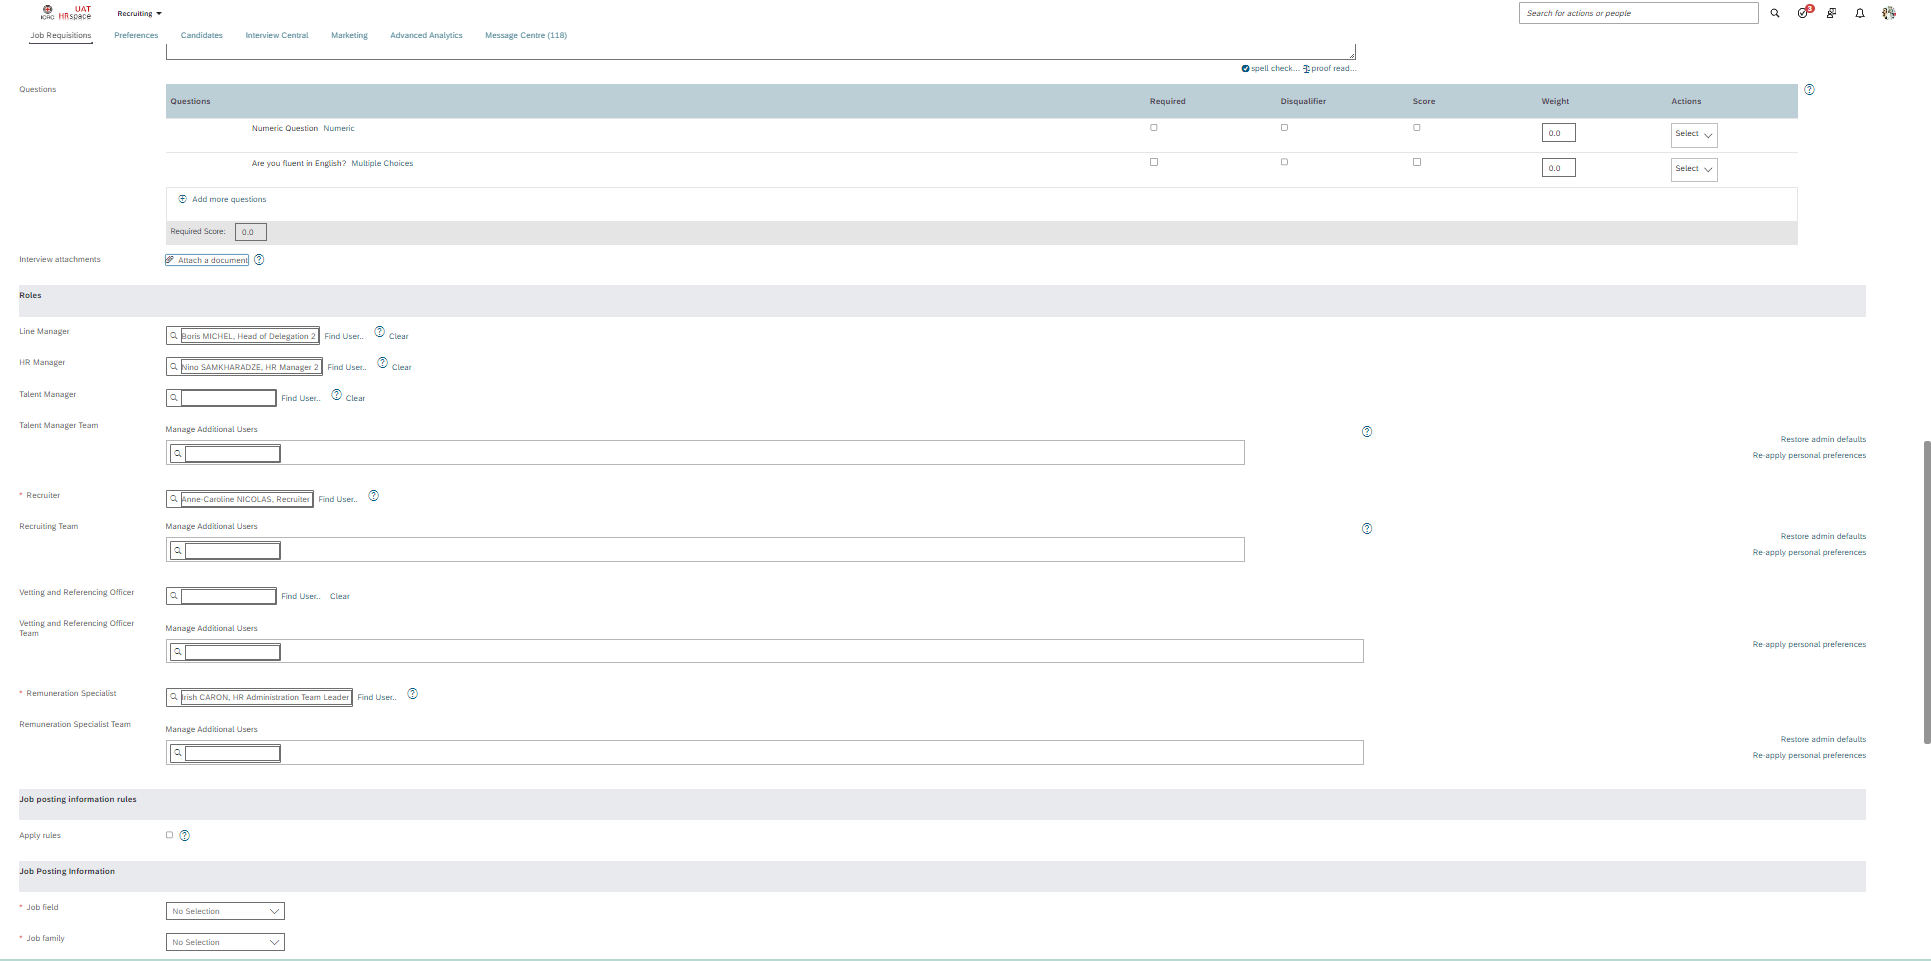 ICRC UAT HRspace Recruiting Search for actions or people 3
Job Requisitions Preferences Candidates Interview Central Marketing Advanced Analytics Message Centre (118)
spell check... proof read...
Questions
Questions Required Disqualifier Score Weight Actions
Numeric Question Numeric 0.0 Select
Are you fluent in English? Multiple Choices 0.0 Select
Add more questions
Required Score: 0.0
Interview attachments Attach a document
Roles
Line Manager Boris MICHEL, Head of Delegation 2 Find User.. Clear
HR Manager Nino SAMKHARADZE, HR Manager 2 Find User.. Clear
Talent Manager Find User.. Clear
Talent Manager Team Manage Additional Users
Restore admin defaults
Re-apply personal preferences
* Recruiter Anne-Caroline NICOLAS, Recruiter Find User..
Recruiting Team Manage Additional Users
Restore admin defaults
Re-apply personal preferences
Vetting and Referencing Officer Find User.. Clear
Vetting and Referencing Officer Team Manage Additional Users
Re-apply personal preferences
* Remuneration Specialist Irish CARON, HR Administration Team Leader Find User..
Remuneration Specialist Team Manage Additional Users
Restore admin defaults
Re-apply personal preferences
Job posting information rules
Apply rules
Job Posting Information
* Job field No Selection
* Job family No Selection